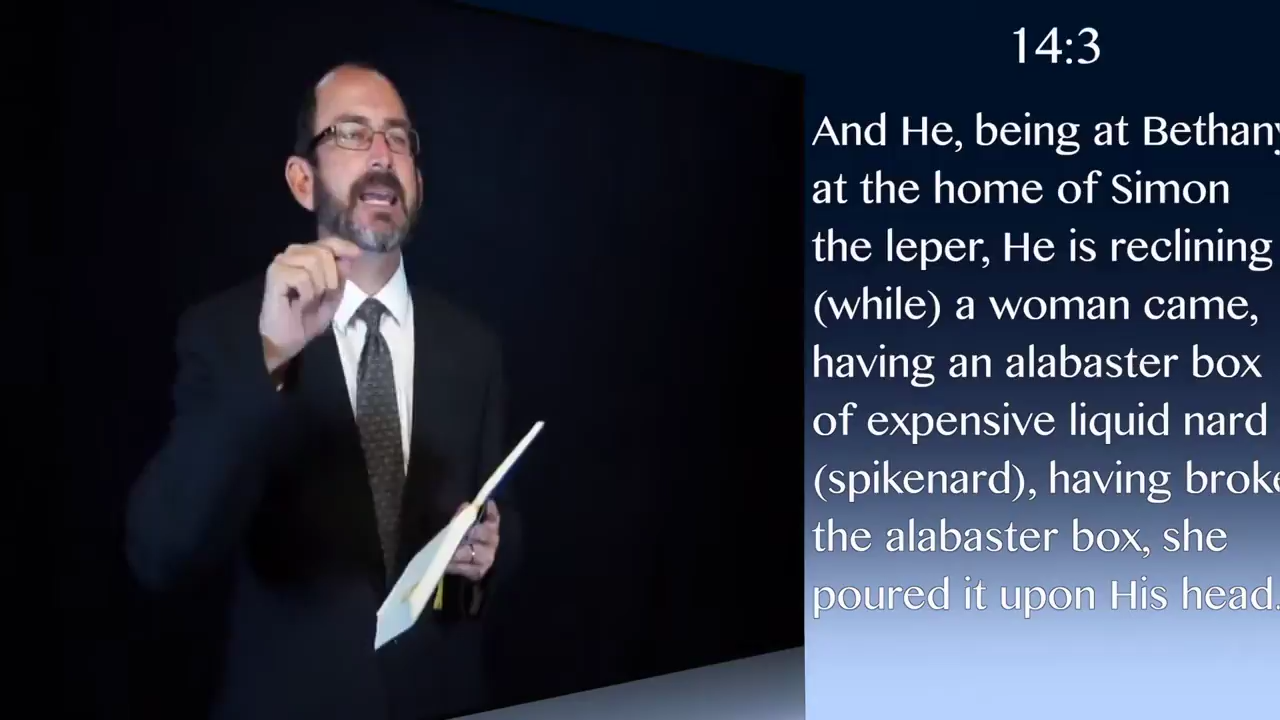 14:3
And He, being at Bethany
at the home of Simon
the leper, He is reclining
(while) a woman came,
having an alabaster box
of expensive liquid nard
(spikenard), having broke
the alabaster box, she
poured it upon His head.